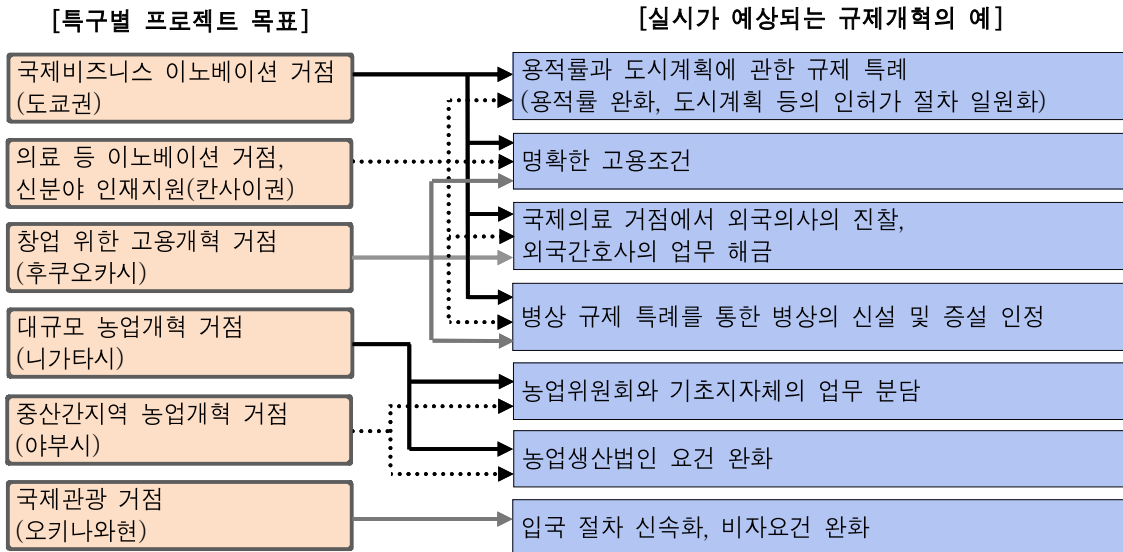 [특구별 프로젝트 목표]
국제비즈니스 이노베이션 거점
(도쿄권)
의료 등 이노베이션 거점,
신분야 인재지원(칸사이권)
창업 위한 고용개혁 거점
(후쿠오카시)
대규모 농업개혁 거점
(니가타시)
중산간지역 농업개혁 거점
(야부시)
국제관광 거점
(오키나와현)
[실시가 예상되는 규제개혁의 예]
용적률과 도시계획에 관한 규제 특례
(용적률 완화, 도시계획 등의 인허가 절차 일원화)
명확한 고용조건
국제의료 거점에서 외국의사의 진찰,
외국간호사의 업무 해금
병상 규제 특례를 통한 병상의 신설 및 증설 인정
농업위원회와 기초지자체의 업무 분담
농업생산법인 요건 완화
입국 절차 신속화, 비자요건 완화